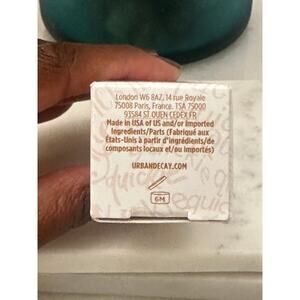 London W6 8AZ, 14 rue Royale
75008 Paris, France. TSA 75000
93584 ST OUEN CEDEX FR
Made in USA of US and/or imported
Ingredients/Parts (Fabriqué aux
États-Unis à partir d'ingrédients/de
composants locaux et/ou importés)
URBANDECAY.COM
6M